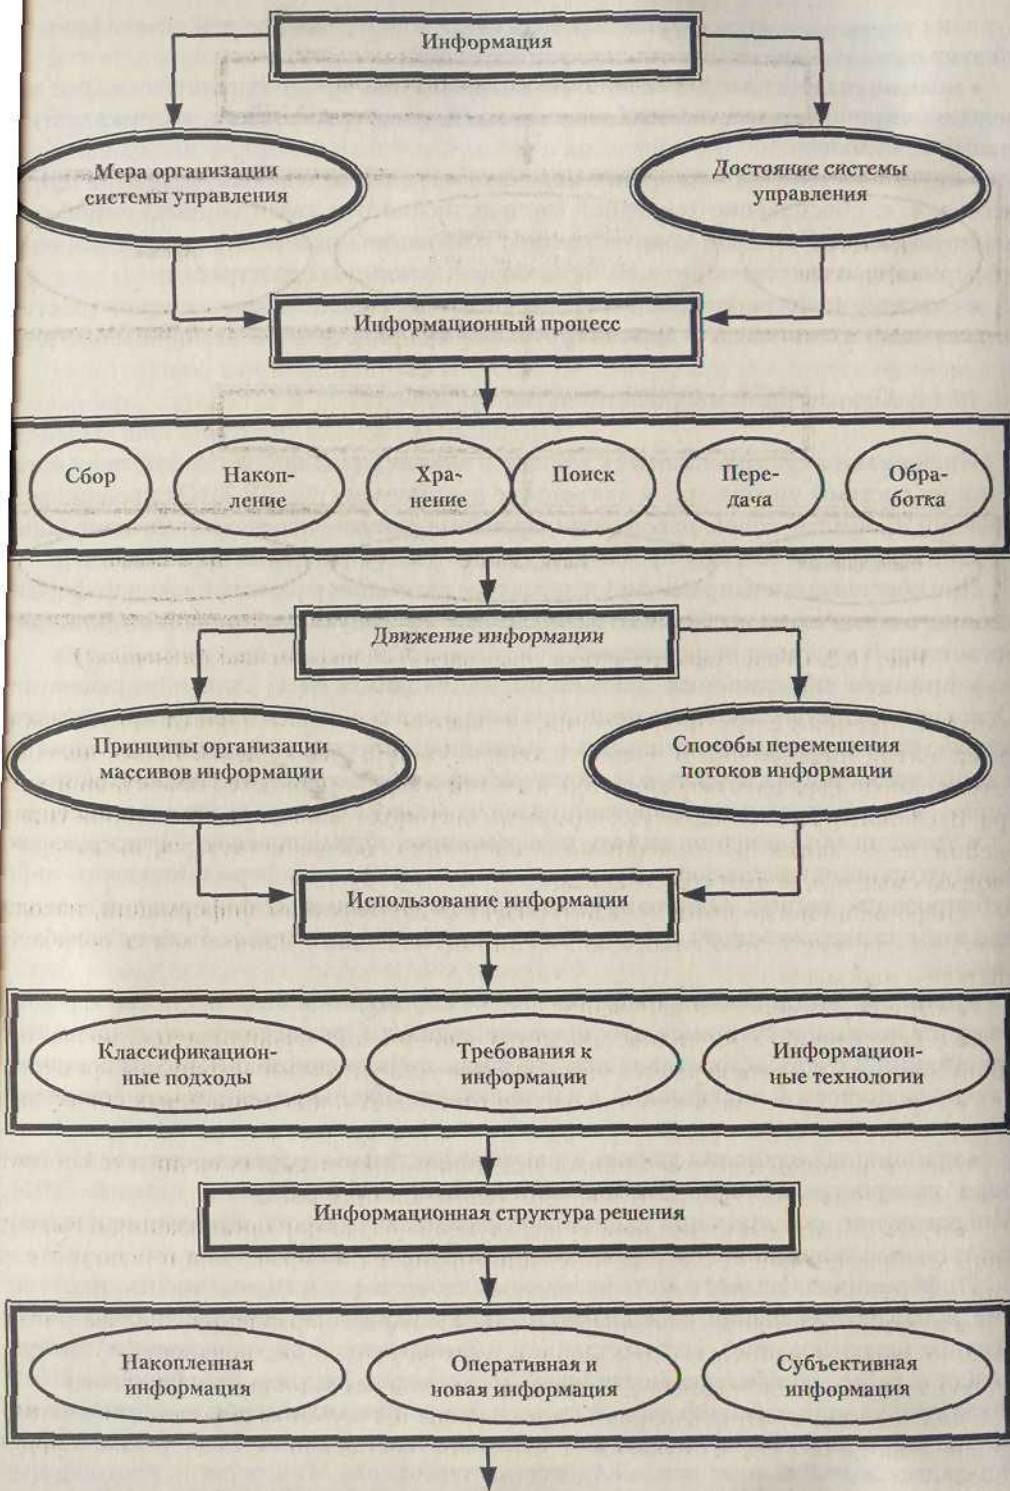 Информация
Мера организации
системы управления
Достояние системы
управления
Информационный процесс
Сбор
Накоп-
ление
Хра-
нение
Поиск
Пере-
дача
Обра-
ботка
Движение информации
Принципы организации
массивов информации
Способы перемещения
потоков информации
Использование информации
Классификацион-
ные подходы
Требования к
информации
Информацион-
ные технологии
Информационная структура решения
Накопленная
информация
Оперативная и
новая информация
Субъективная
информация